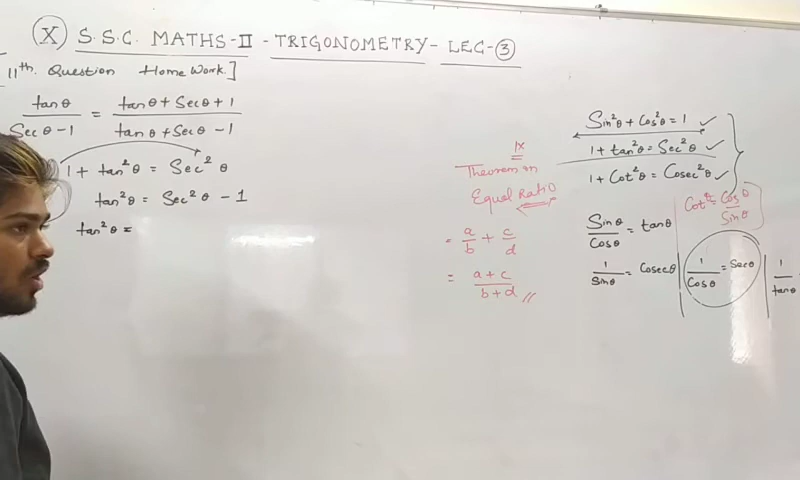 (X) S.S.C. MATHS-II - TRIGONOMETRY - LEC-③
[11th. Question Home Work.]
tanθ / Secθ - 1 = tanθ + Secθ + 1 / tanθ + Secθ - 1
1 + tan²θ = Sec²θ
tan²θ = Sec²θ - 1
tan²θ =
IX
Theorem on
Equal Ratio
= a/b + c/d
= a+c / b+d //
Sin²θ + Cos²θ = 1 ✓
1 + tan²θ = Sec²θ ✓
1 + Cot²θ = Cosec²θ ✓
Sinθ / Cosθ = tanθ
Cosθ / Sinθ
1 / Sinθ = Cosecθ | 1 / Cosθ = Secθ | 1 / tanθ =